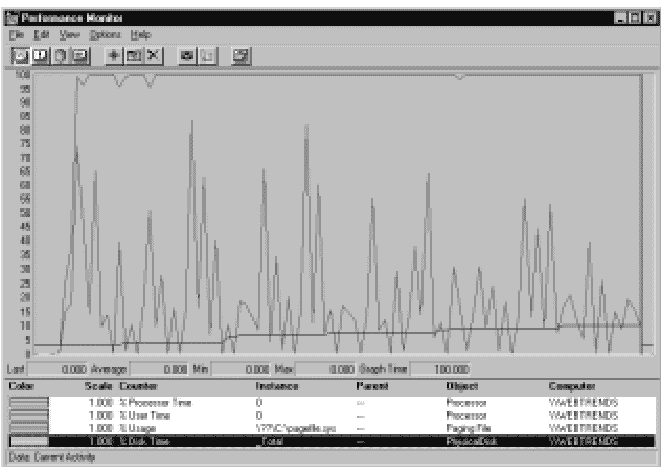 Performance Monitor
File Edit View Options Help
100
95
90
85
80
75
70
65
60
55
50
45
40
35
30
25
20
15
10
5
0
Last 0.000 Average 0.000 Min 0.000 Max 0.000 Graph Time 100.000
Color Scale Counter Instance Parent Object Computer
1.000 % Processor Time 0 --- Processor \\WEBTRENDS
1.000 % User Time 0 --- Processor \\WEBTRENDS
1.000 % Usage \??\C:\pagefile.sys --- Paging File \\WEBTRENDS
1.000 % Disk Time _Total --- PhysicalDisk \\WEBTRENDS
Data: Current Activity